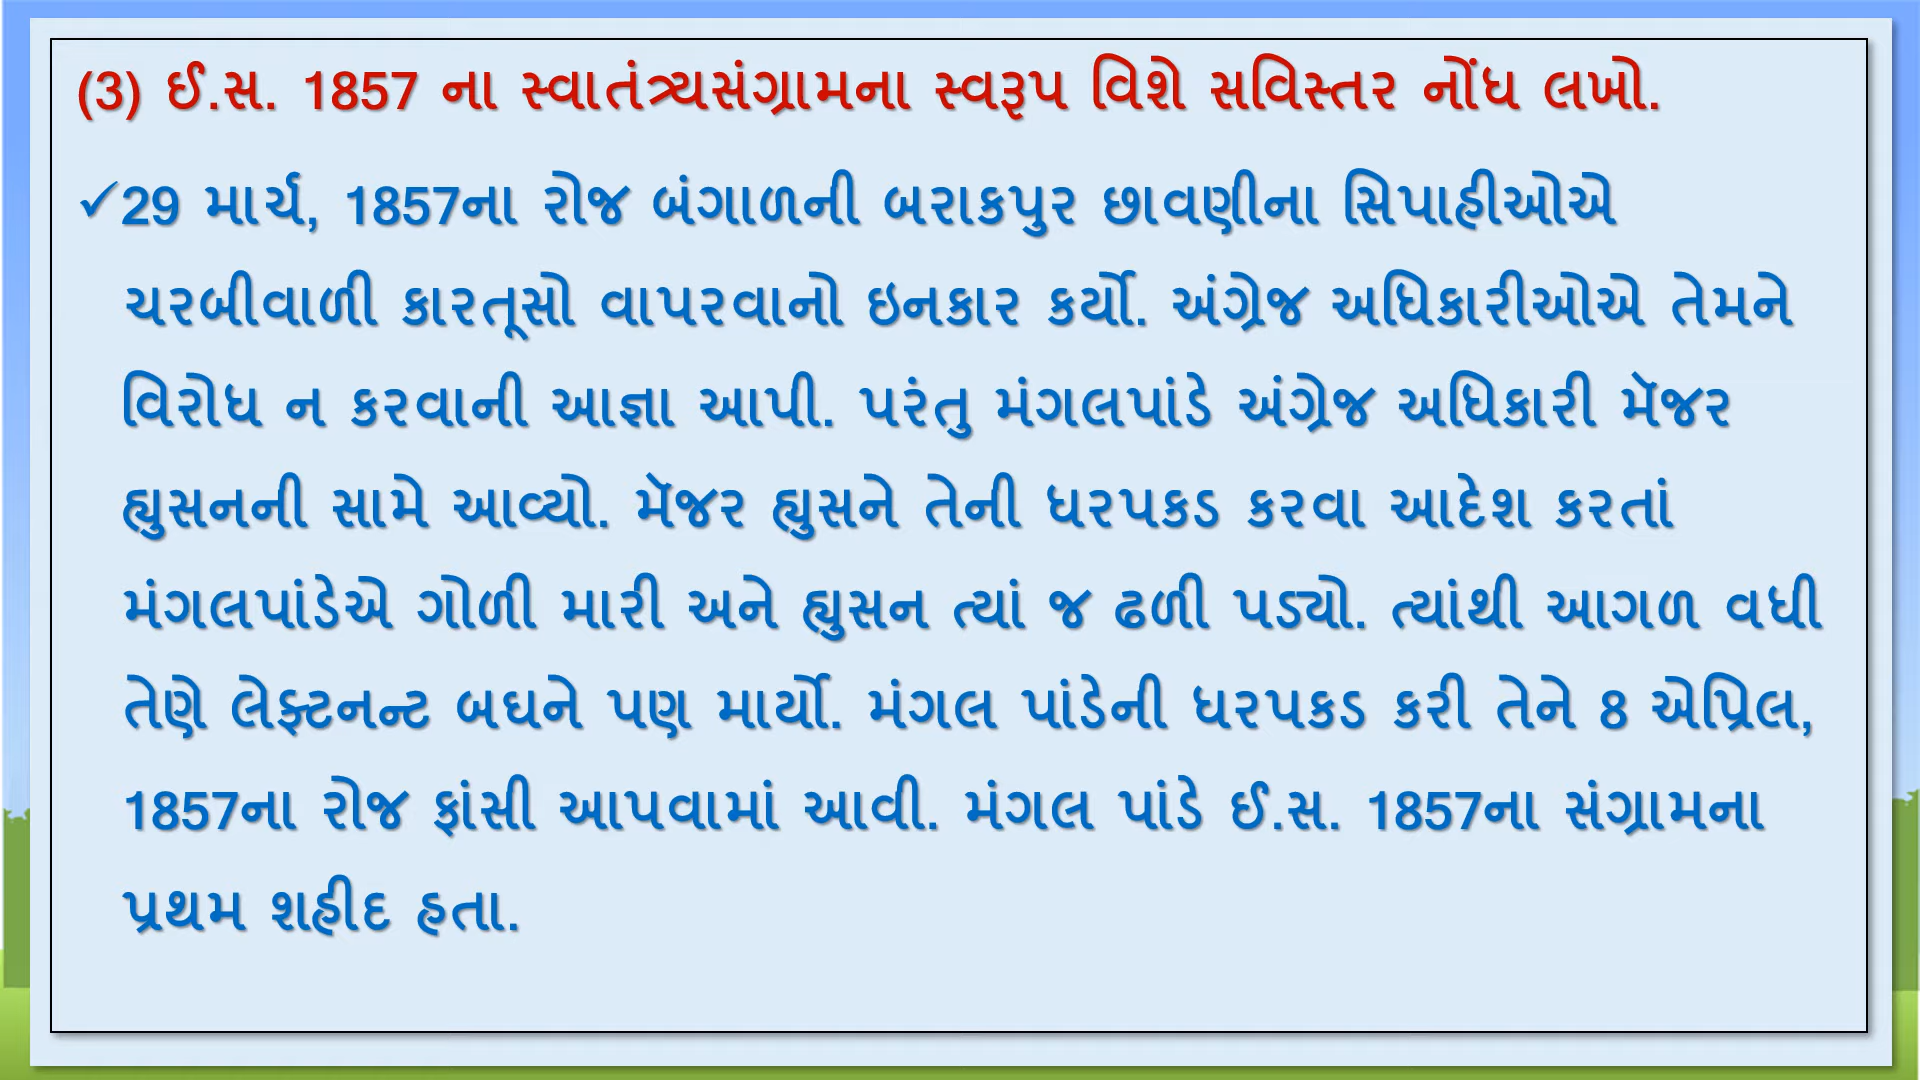 (3) ઈ.સ. 1857 ના સ્વાતંત્ર્યસંગ્રામના સ્વરૂપ વિશે સવિસ્તર નોંધ લખો.
✓29 માર્ચ, 1857ના રોજ બંગાળની બરાકપુર છાવણીના સિપાહીઓએ
ચરબીવાળી કારતૂસો વાપરવાનો ઇનકાર કર્યો. અંગ્રેજ અધિકારીઓએ તેમને
વિરોધ ન કરવાની આજ્ઞા આપી. પરંતુ મંગલપાંડે અંગ્રેજ અધિકારી મૅજર
હ્યુસનની સામે આવ્યો. મૅજર હ્યુસને તેની ધરપકડ કરવા આદેશ કરતાં
મંગલપાંડેએ ગોળી મારી અને હ્યુસન ત્યાં જ ઢળી પડ્યો. ત્યાંથી આગળ વધી
તેણે લેફ્ટનન્ટ બઘને પણ માર્યો. મંગલ પાંડેની ધરપકડ કરી તેને 8 એપ્રિલ,
1857ના રોજ ફાંસી આપવામાં આવી. મંગલ પાંડે ઈ.સ. 1857ના સંગ્રામના
પ્રથમ શહીદ હતા.